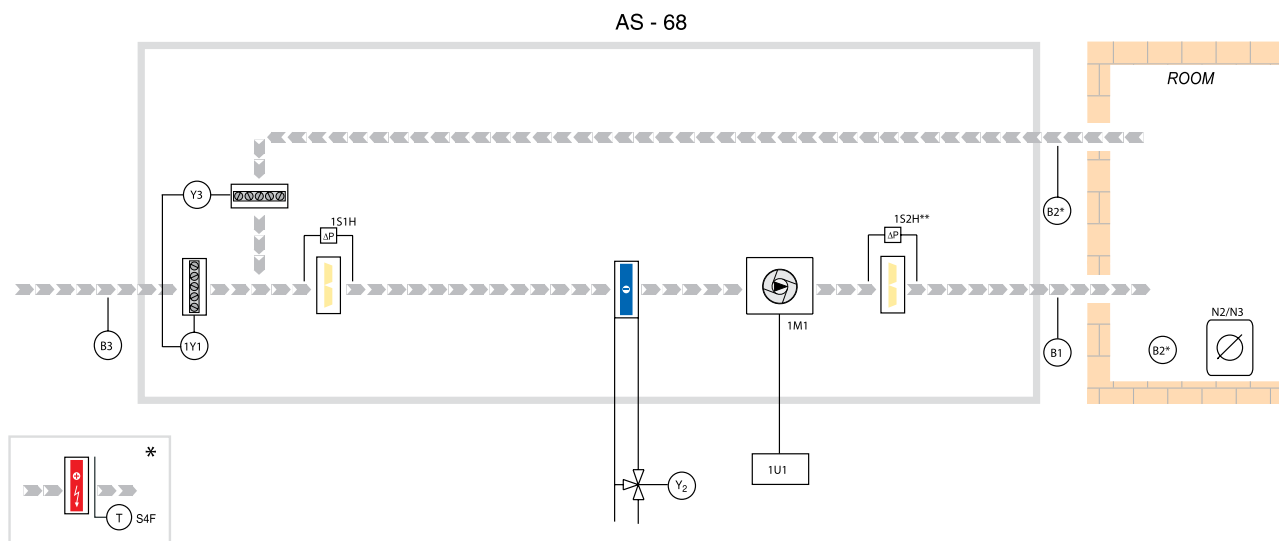 AS - 68
ROOM
Y3
1S1H
ΔP
1S2H**
ΔP
B2*
B3
1Y1
1M1
B1
B2*
N2/N3
*
T
S4F
1U1
Y2